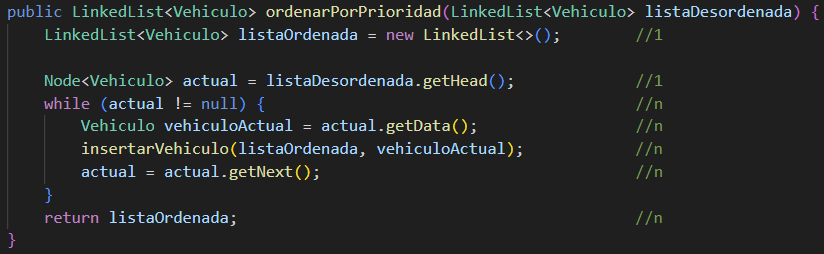 public LinkedList<Vehiculo> ordenarPorPrioridad(LinkedList<Vehiculo> listaDesordenada) {
    LinkedList<Vehiculo> listaOrdenada = new LinkedList<>();        //1
    Node<Vehiculo> actual = listaDesordenada.getHead();             //1
    while (actual != null) {                                        //n
        Vehiculo vehiculoActual = actual.getData();                 //n
        insertarVehiculo(listaOrdenada, vehiculoActual);            //n
        actual = actual.getNext();                                  //n
    }
    return listaOrdenada;                                           //n
}